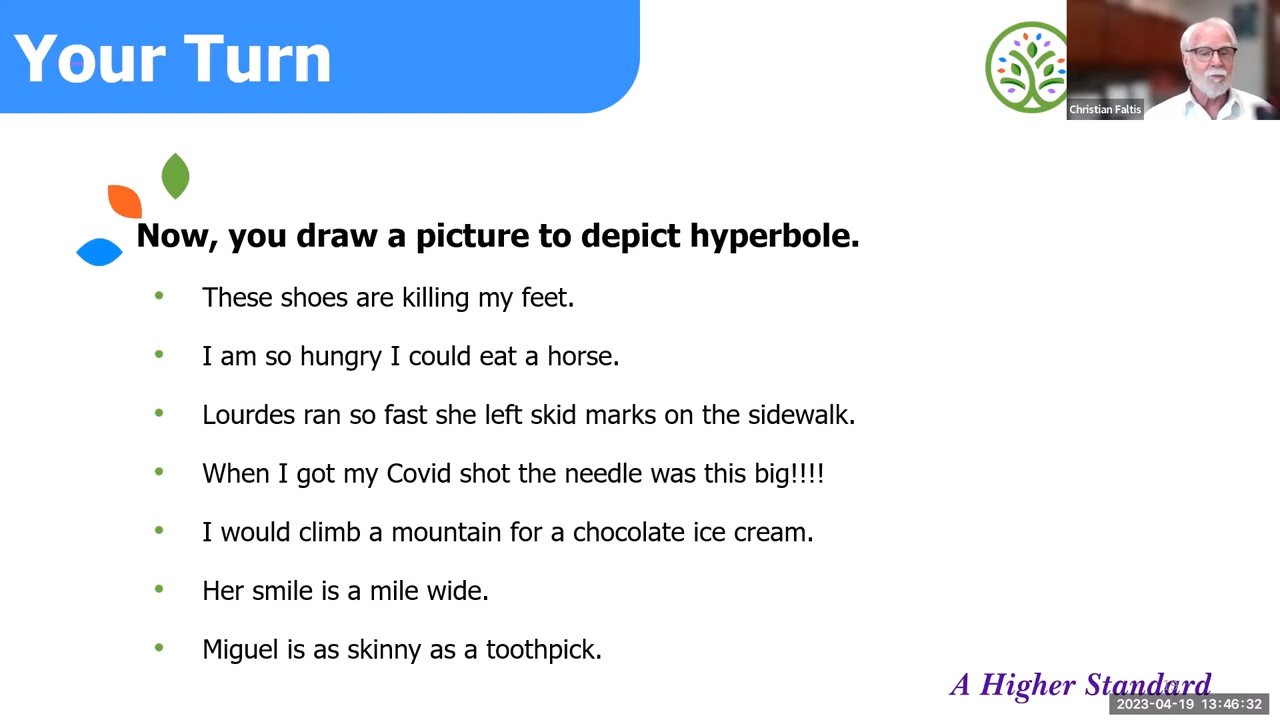 Your Turn
Christian Faltis
Now, you draw a picture to depict hyperbole.
• These shoes are killing my feet.
• I am so hungry I could eat a horse.
• Lourdes ran so fast she left skid marks on the sidewalk.
• When I got my Covid shot the needle was this big!!!!
• I would climb a mountain for a chocolate ice cream.
• Her smile is a mile wide.
• Miguel is as skinny as a toothpick.
A Higher Standard
2023-04-19 13:46:32